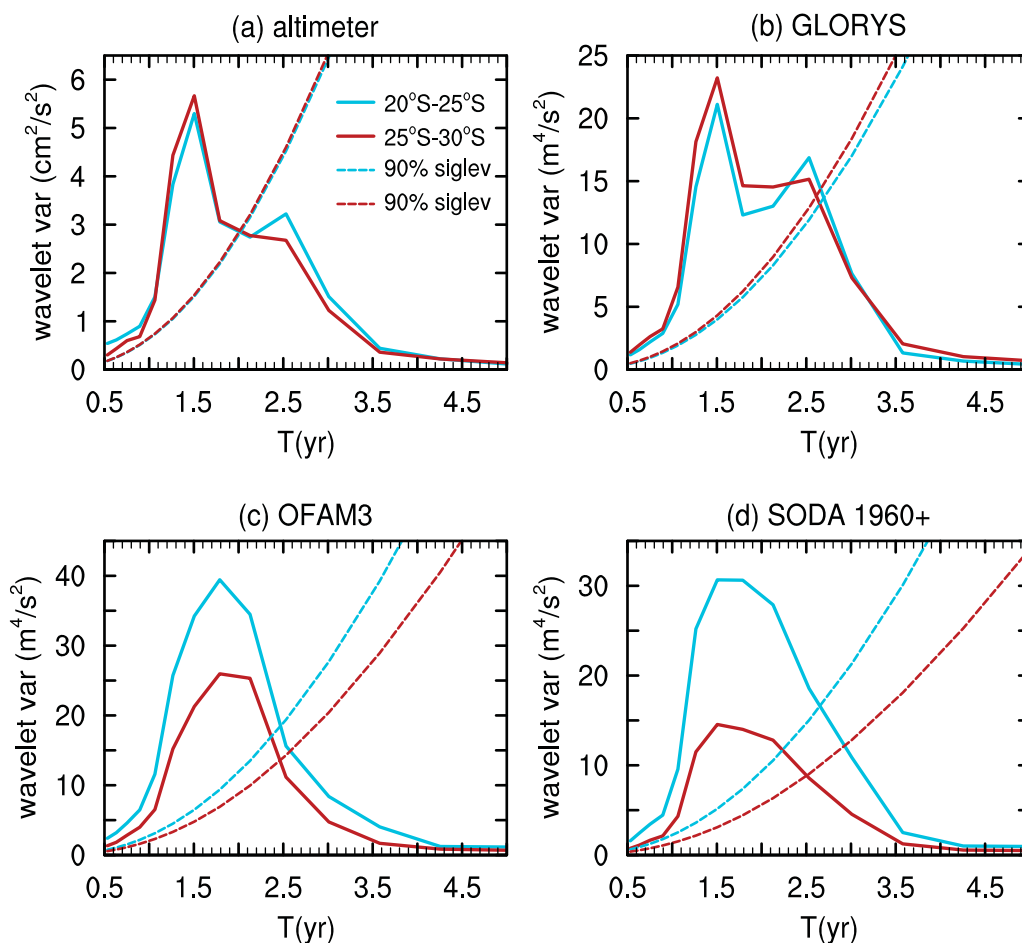 (a) altimeter
wavelet var (cm²/s²)
6
5
4
3
2
1
0
20°S-25°S
25°S-30°S
90% siglev
90% siglev
0.5 1.5 2.5 3.5 4.5
T(yr)
(b) GLORYS
wavelet var (m⁴/s²)
25
20
15
10
5
0
0.5 1.5 2.5 3.5 4.5
T(yr)
(c) OFAM3
wavelet var (m⁴/s²)
40
30
20
10
0
0.5 1.5 2.5 3.5 4.5
T(yr)
(d) SODA 1960+
wavelet var (m⁴/s²)
30
20
10
0
0.5 1.5 2.5 3.5 4.5
T(yr)